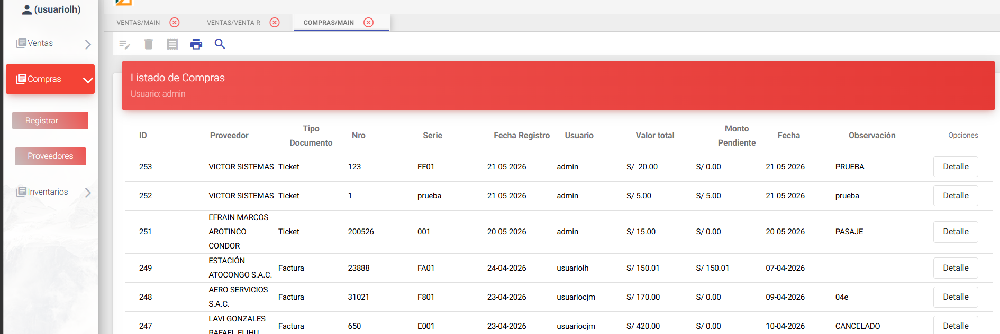 (usuariolh)
Ventas
Compras
Registrar
Proveedores
Inventarios
VENTAS/MAIN VENTAS/VENTA-R COMPRAS/MAIN
Listado de Compras
Usuario: admin
ID Proveedor Tipo Documento Nro Serie Fecha Registro Usuario Valor total Monto Pendiente Fecha Observación Opciones
253 VICTOR SISTEMAS Ticket 123 FF01 21-05-2026 admin S/ -20.00 S/ 0.00 21-05-2026 PRUEBA Detalle
252 VICTOR SISTEMAS Ticket 1 prueba 21-05-2026 admin S/ 5.00 S/ 5.00 21-05-2026 prueba Detalle
251 EFRAIN MARCOS AROTINCO CONDOR Ticket 200526 001 20-05-2026 admin S/ 15.00 S/ 0.00 20-05-2026 PASAJE Detalle
249 ESTACIÓN ATOCONGO S.A.C. Factura 23888 FA01 24-04-2026 usuariolh S/ 150.01 S/ 150.01 07-04-2026 Detalle
248 AERO SERVICIOS S.A.C. Factura 31021 F801 23-04-2026 usuariocjm S/ 170.00 S/ 0.00 09-04-2026 04e Detalle
247 LAVI GONZALES RAFAEL ELIHU Factura 650 E001 23-04-2026 usuariocjm S/ 420.00 S/ 0.00 10-04-2026 CANCELADO Detalle